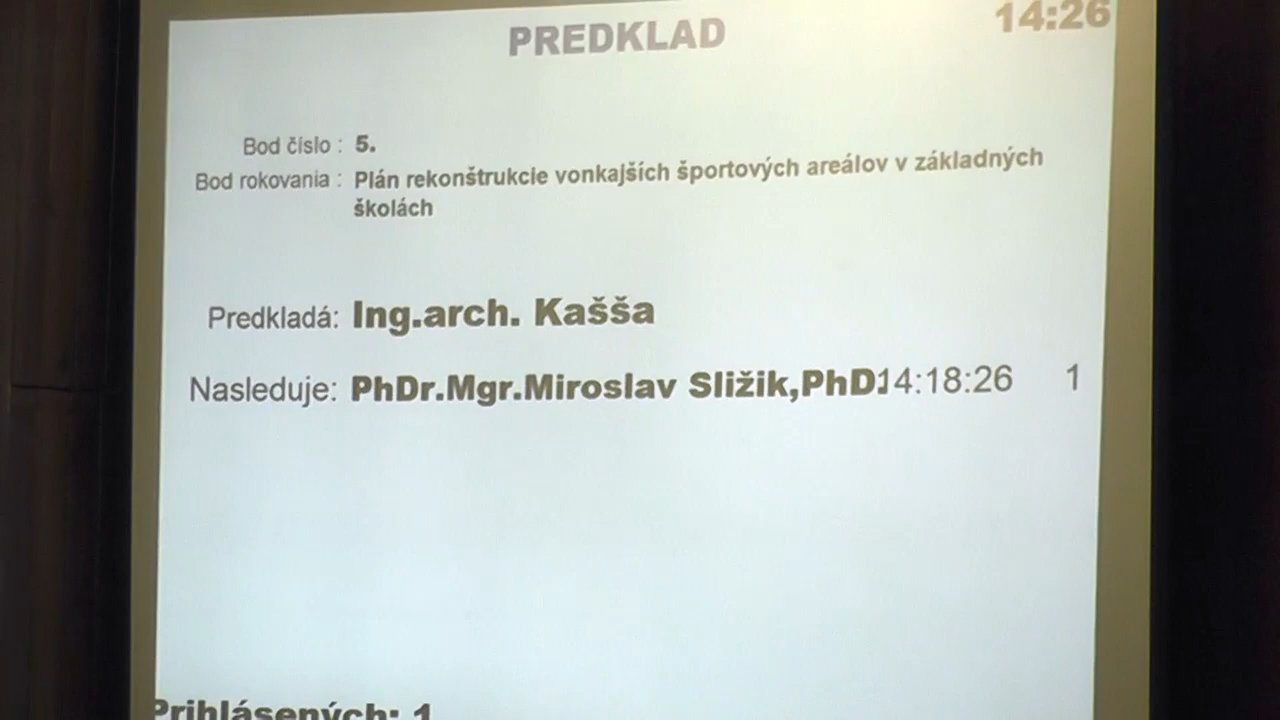 PREDKLAD 14:26
Bod číslo : 5.
Bod rokovania : Plán rekonštrukcie vonkajších športových areálov v základných
školách
Predkladá: Ing.arch. Kašša
Nasleduje: PhDr.Mgr.Miroslav Sližik,PhD. 14:18:26 1
Prihlásených: 1